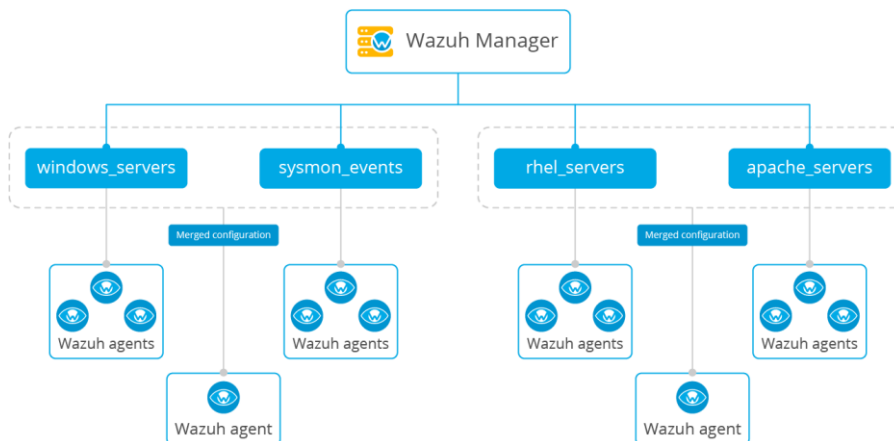 Wazuh Manager
windows_servers
sysmon_events
rhel_servers
apache_servers
Merged configuration
Merged configuration
Wazuh agents
Wazuh agents
Wazuh agents
Wazuh agents
Wazuh agent
Wazuh agent